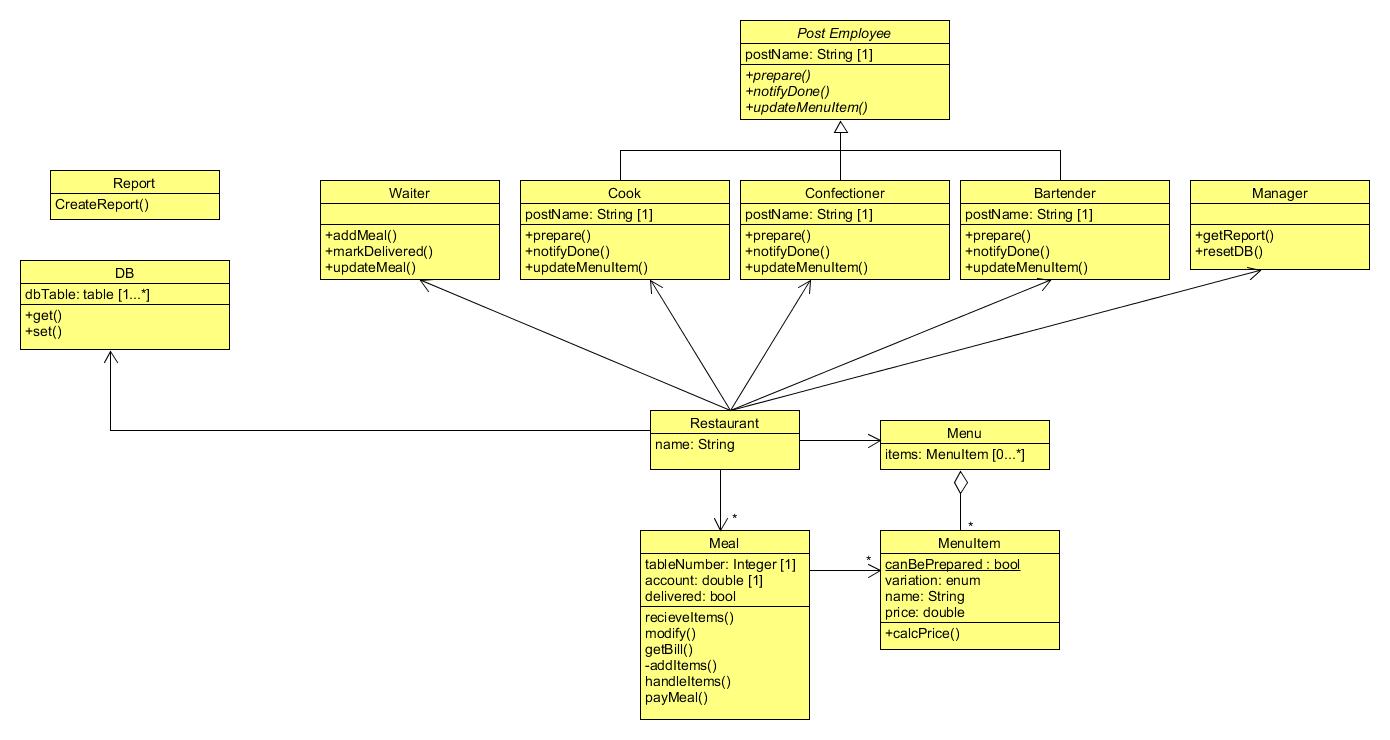 Post Employee
postName: String [1]
+prepare()
+notifyDone()
+updateMenuItem()
Report
CreateReport()
Waiter
+addMeal()
+markDelivered()
+updateMeal()
Cook
postName: String [1]
+prepare()
+notifyDone()
+updateMenuItem()
Confectioner
postName: String [1]
+prepare()
+notifyDone()
+updateMenuItem()
Bartender
postName: String [1]
+prepare()
+notifyDone()
+updateMenuItem()
Manager
+getReport()
+resetDB()
DB
dbTable: table [1...*]
+get()
+set()
Restaurant
name: String
Menu
items: MenuItem [0...*]
*
*
Meal
tableNumber: Integer [1]
account: double [1]
delivered: bool
recieveItems()
modify()
getBill()
-addItems()
handleItems()
payMeal()
*
MenuItem
canBePrepared : bool
variation: enum
name: String
price: double
+calcPrice()